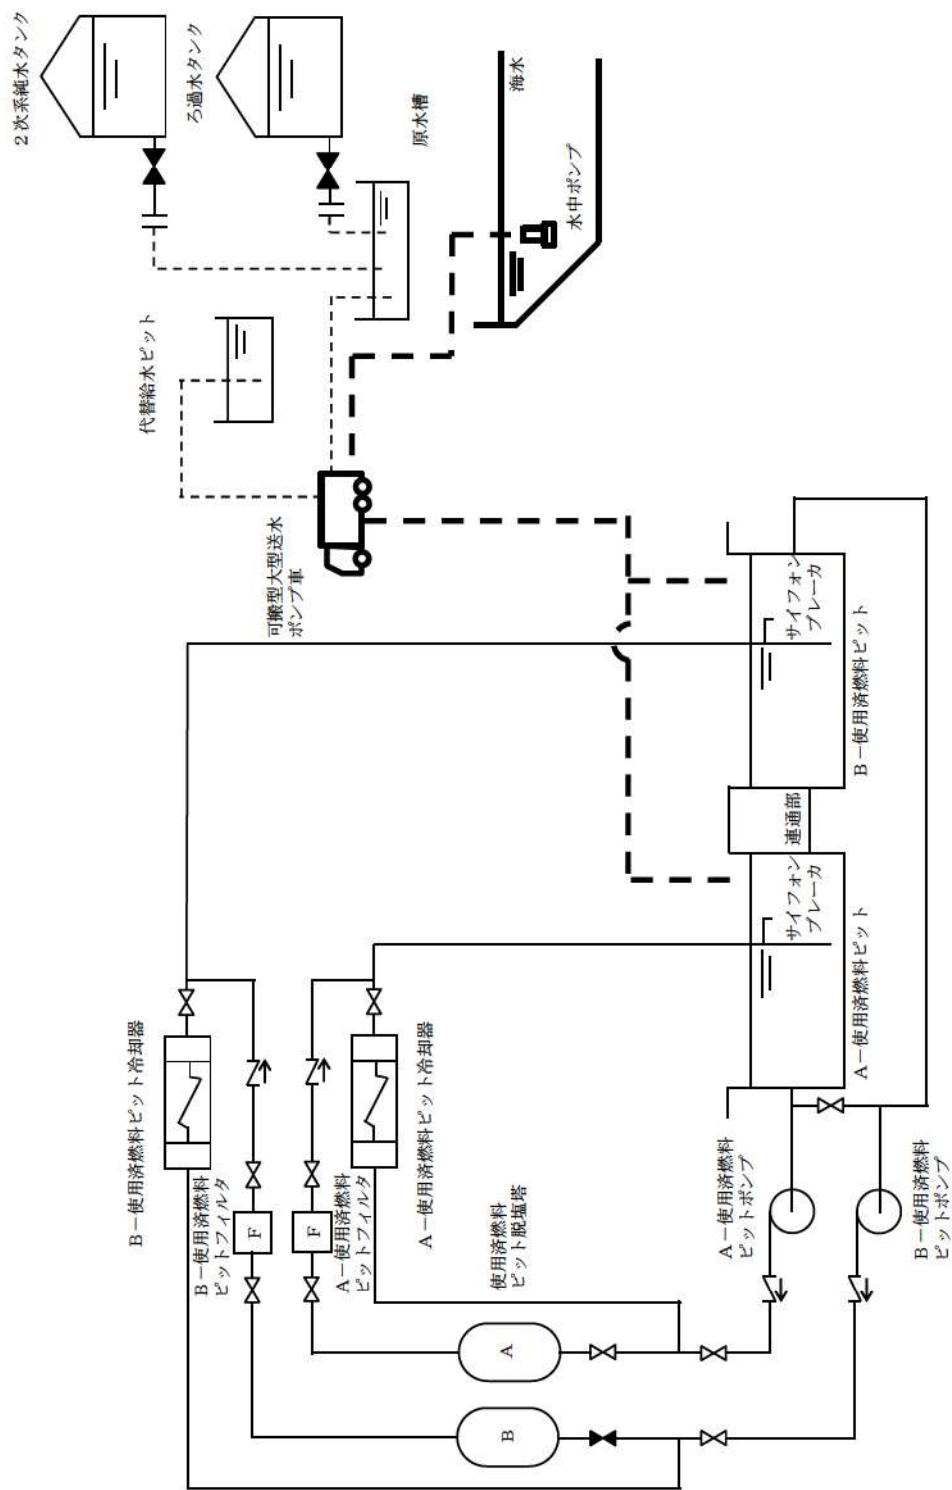 2次系純水タンク
ろ過水タンク
原水槽
海水
水中ポンプ
代替給水ピット
可搬型大型送水
ポンプ車
サイフォン
ブレーカ
B－使用済燃料ピット
連通部
サイフォン
ブレーカ
A－使用済燃料ピット
B－使用済燃料ピット冷却器
B－使用済燃料
ピットフィルタ
F
F
A－使用済燃料
ピットフィルタ
A－使用済燃料ピット冷却器
使用済燃料
ピット脱塩塔
A
B
A－使用済燃料
ピットポンプ
B－使用済燃料
ピットポンプ